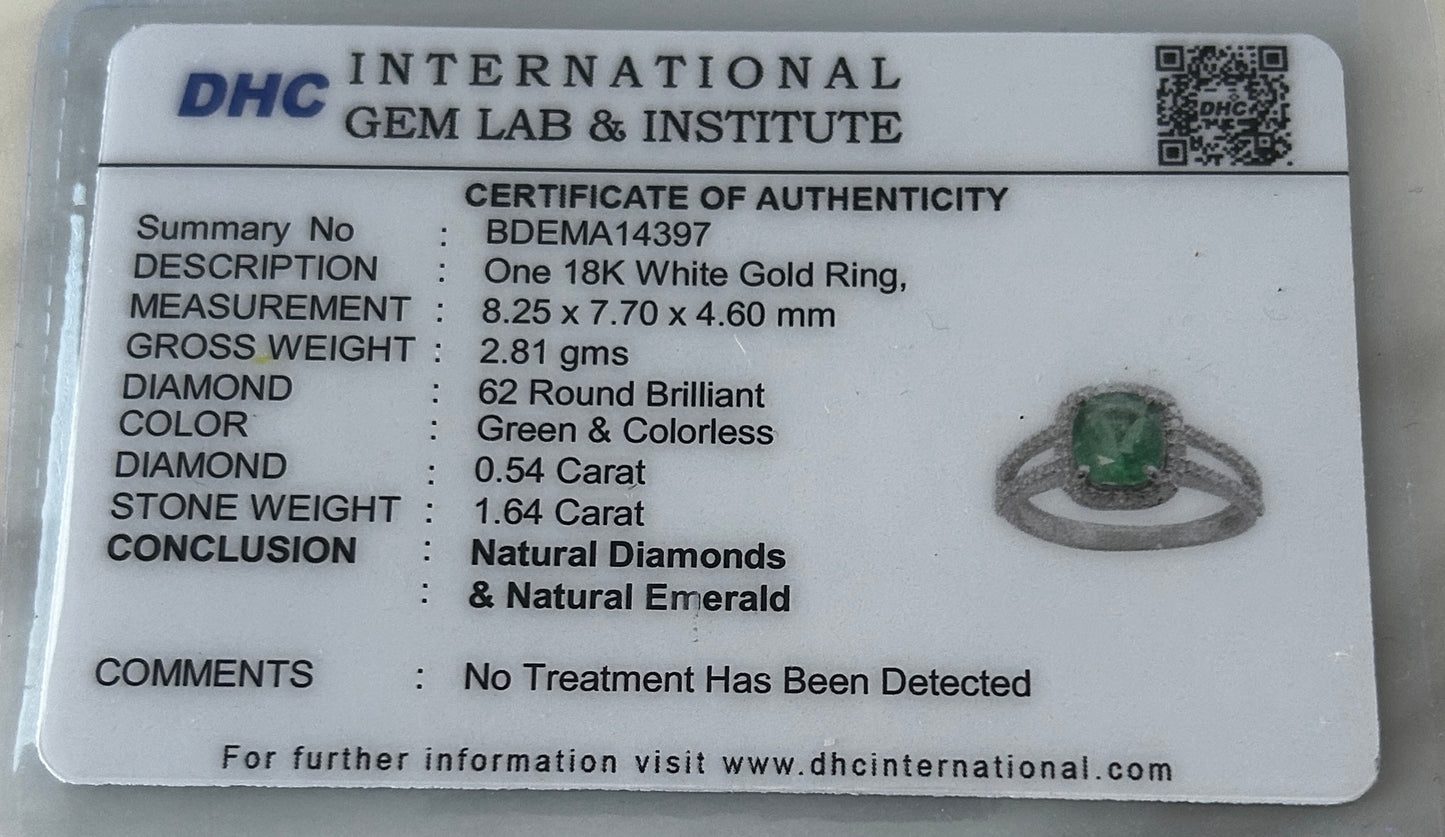 DHC INTERNATIONAL
GEM LAB & INSTITUTE
DHC
CERTIFICATE OF AUTHENTICITY
Summary No : BDEMA14397
DESCRIPTION : One 18K White Gold Ring,
MEASUREMENT : 8.25 x 7.70 x 4.60 mm
GROSS WEIGHT : 2.81 gms
DIAMOND : 62 Round Brilliant
COLOR : Green & Colorless
DIAMOND : 0.54 Carat
STONE WEIGHT : 1.64 Carat
CONCLUSION : Natural Diamonds
: & Natural Emerald
COMMENTS : No Treatment Has Been Detected
For further information visit www.dhcinternational.com